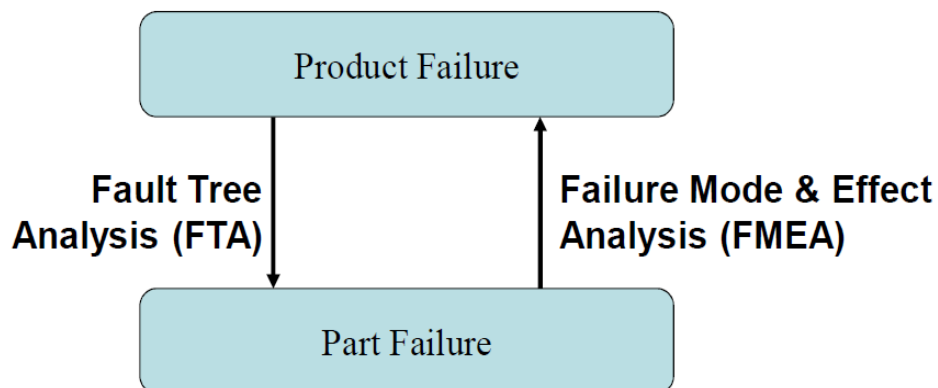 Product Failure
Fault Tree
Analysis (FTA)
Failure Mode & Effect
Analysis (FMEA)
Part Failure